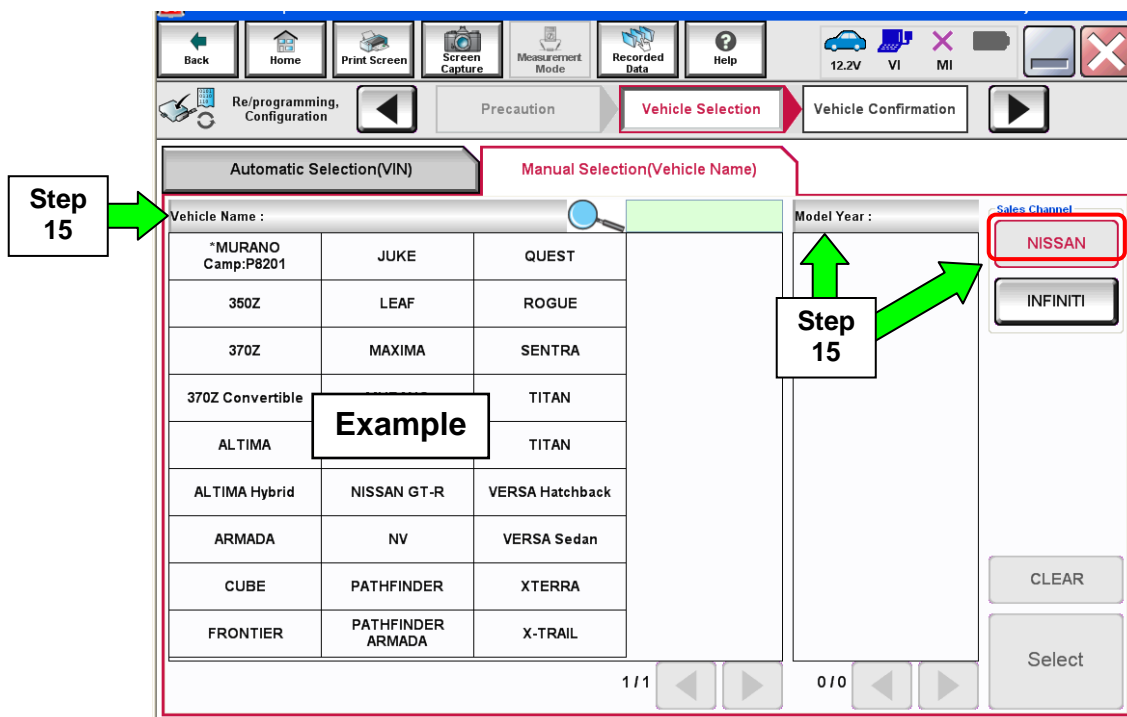 Back
Home
Print Screen
Screen
Capture
Measurement
Mode
Recorded
Data
Help
12.2V
VI
MI
Re/programming,
Configuration
Precaution
Vehicle Selection
Vehicle Confirmation
Automatic Selection(VIN)
Manual Selection(Vehicle Name)
Step
15
Vehicle Name :
Model Year :
Sales Channel
*MURANO
Camp:P8201
JUKE
QUEST
NISSAN
350Z
LEAF
ROGUE
INFINITI
Step
15
370Z
MAXIMA
SENTRA
370Z Convertible
TITAN
Example
ALTIMA
TITAN
ALTIMA Hybrid
NISSAN GT-R
VERSA Hatchback
ARMADA
NV
VERSA Sedan
CUBE
PATHFINDER
XTERRA
CLEAR
FRONTIER
PATHFINDER
ARMADA
X-TRAIL
Select
1/1
0/0